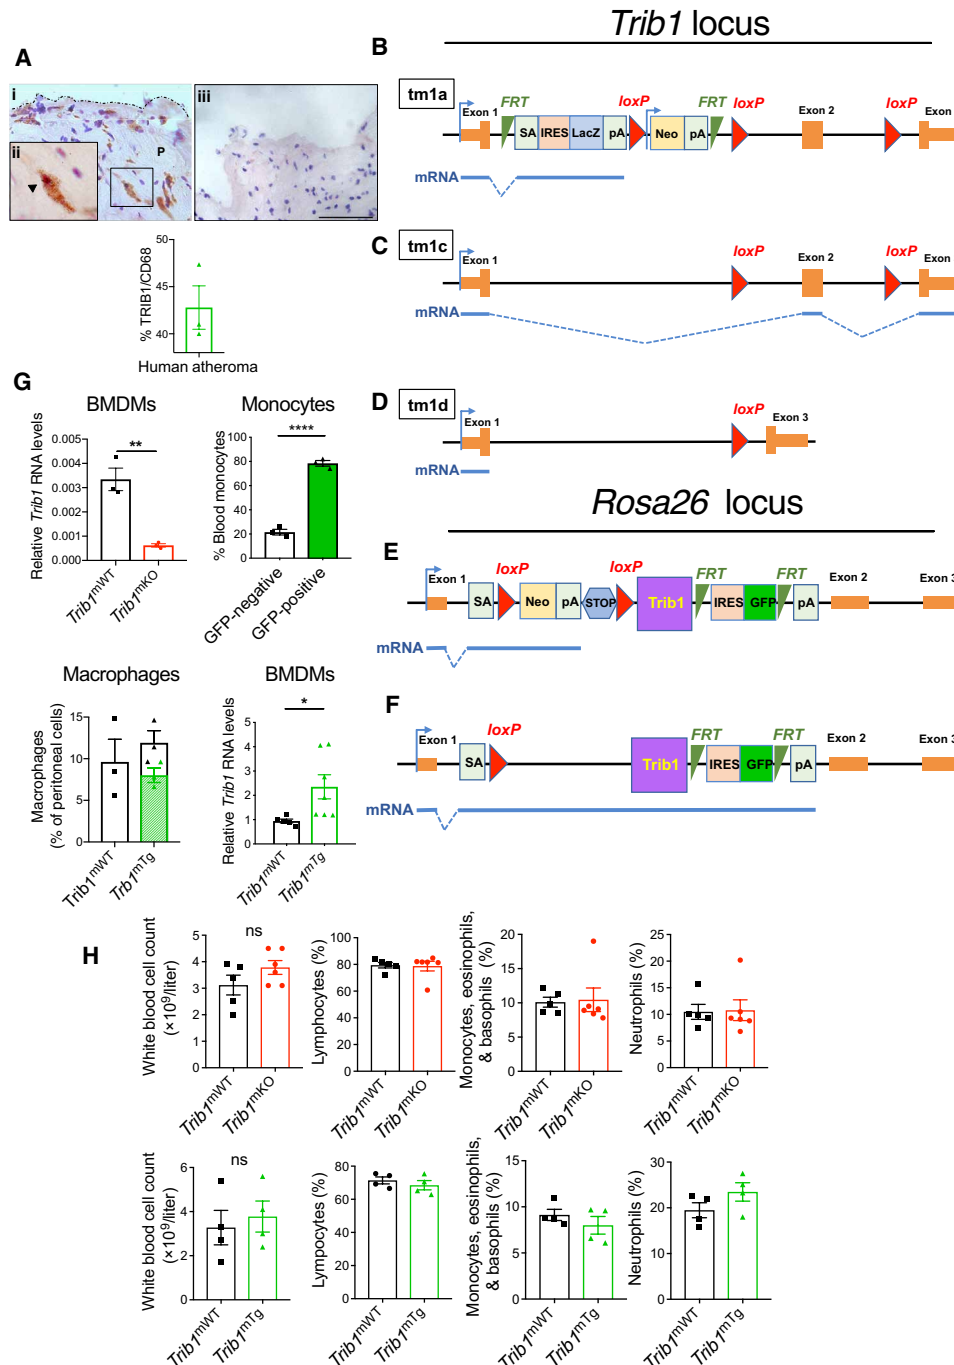 A
i
ii
iii
P
% TRIB1/CD68
50
45
40
Human atheroma
Trib1 locus
B
tm1a
Exon 1
FRT
SA
IRES
LacZ
pA
loxP
Neo
pA
FRT
loxP
Exon 2
loxP
Exon
mRNA
C
tm1c
Exon 1
loxP
Exon 2
loxP
Exon
mRNA
D
tm1d
Exon 1
loxP
Exon 3
mRNA
Rosa26 locus
E
Exon 1
SA
loxP
Neo
pA
STOP
loxP
Trib1
FRT
IRES
GFP
FRT
pA
Exon 2
Exon 3
mRNA
F
Exon 1
SA
loxP
Trib1
FRT
IRES
GFP
FRT
pA
Exon 2
Exon 3
mRNA
G
BMDMs
Relative Trib1 RNA levels
0.005
0.004
0.003
0.002
0.001
0.000
**
Trib1mWT
Trib1mKO
Monocytes
% Blood monocytes
100
80
60
40
20
0
****
GFP-negative
GFP-positive
Macrophages
Macrophages
(% of peritoneal cells)
15
10
5
0
Trib1mWT
Trb1mTg
BMDMs
Relative Trib1 RNA levels
5
4
3
2
1
0
*
Trib1mWT
Trib1mTg
H
White blood cell count
(×10⁹/liter)
5
4
3
2
1
0
ns
Trib1mWT
Trib1mKO
Lymphocytes (%)
100
80
60
40
20
0
Trib1mWT
Trib1mKO
Monocytes, eosinophils,
& basophils (%)
20
15
10
5
0
Trib1mWT
Trib1mKO
Neutrophils (%)
25
20
15
10
5
0
Trib1mWT
Trib1mKO
White blood cell count
(×10⁹/liter)
6
4
2
0
ns
Trib1mWT
Trib1mTg
Lympocytes (%)
80
60
40
20
0
Trib1mWT
Trib1mTg
Monocytes, eosinophils,
& basophils (%)
15
10
5
0
Trib1mWT
Trib1mTg
Neutrophils (%)
30
20
10
0
Trib1mWT
Trib1mTg